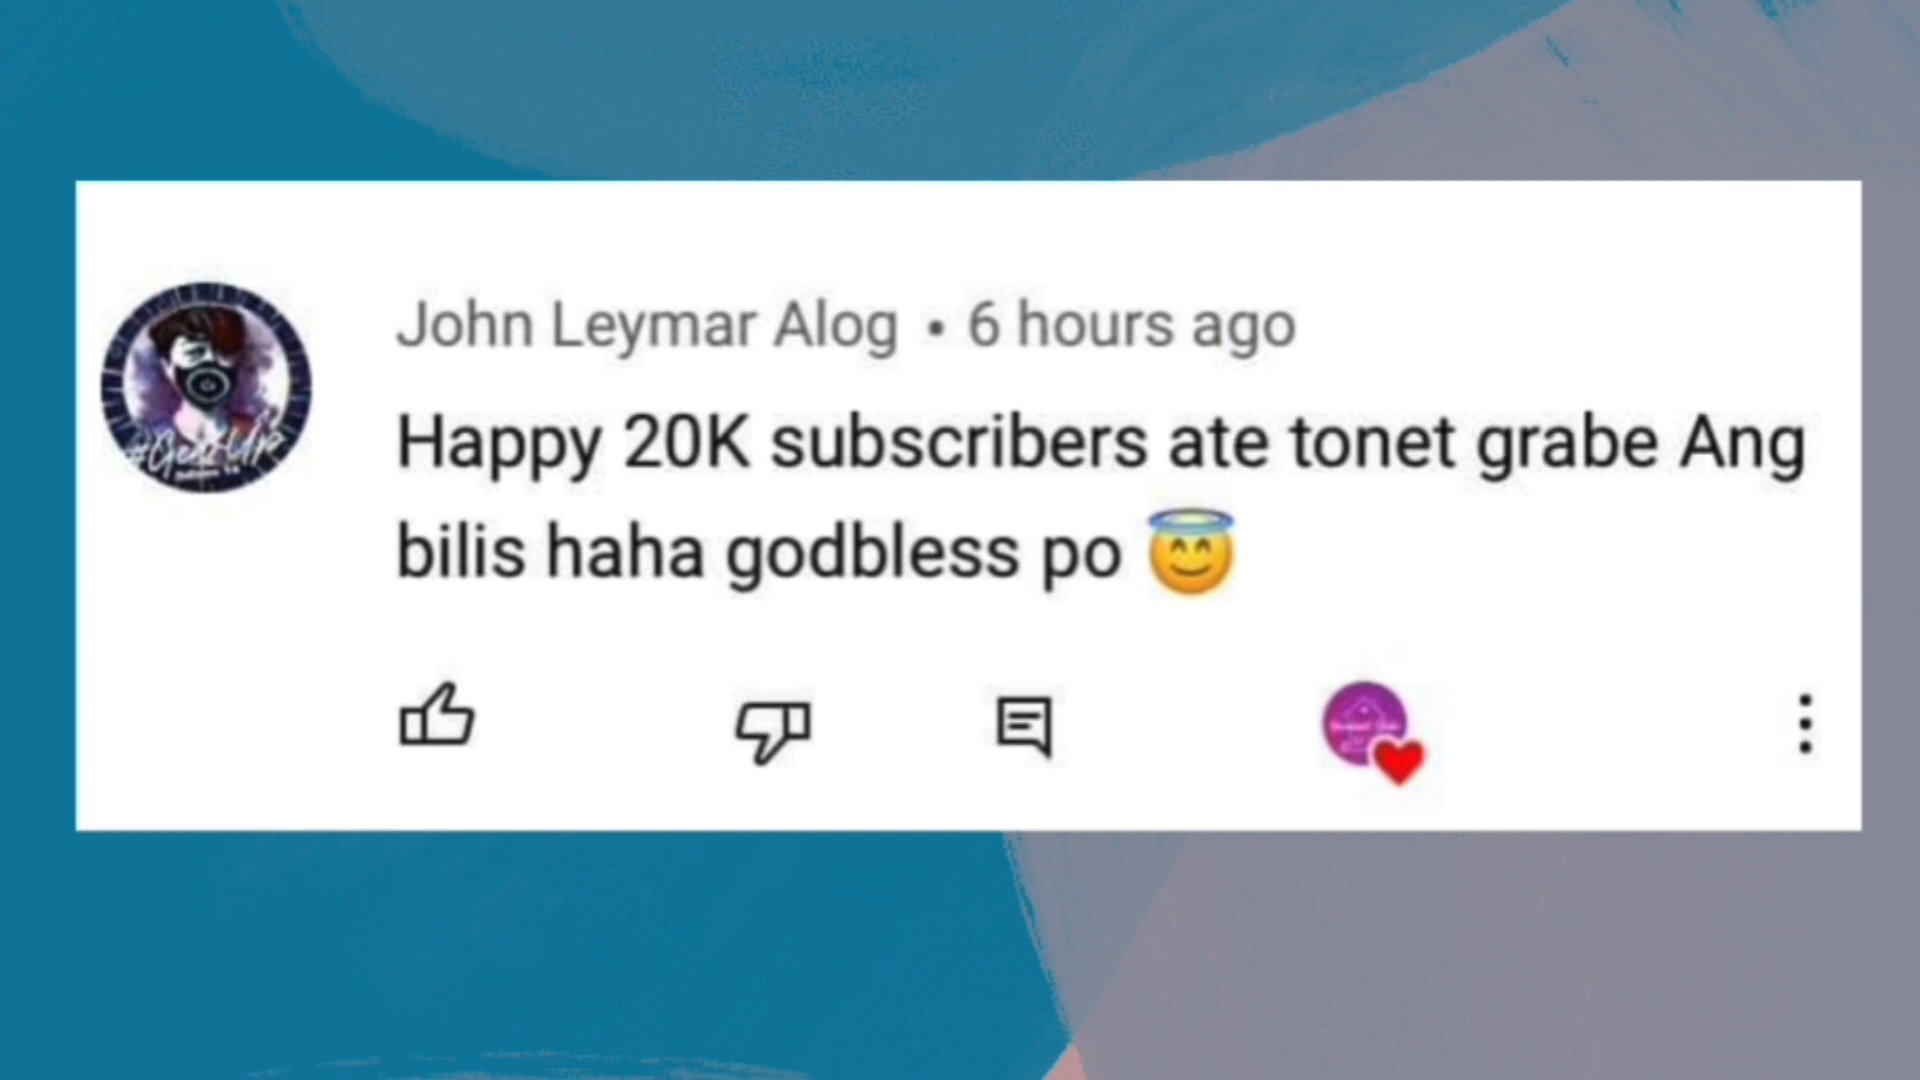 John Leymar Alog • 6 hours ago
Happy 20K subscribers ate tonet grabe Ang
bilis haha godbless po 😇